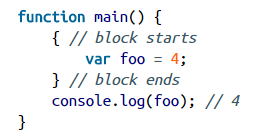 function main() {
    { // block starts
        var foo = 4;
    } // block ends
    console.log(foo); // 4
}